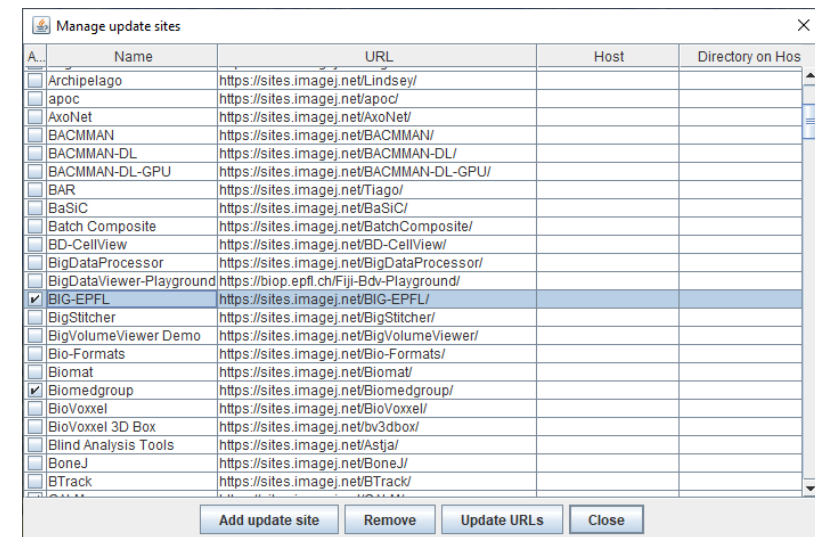 Manage update sites
A... Name URL Host Directory on Hos
Archipelago https://sites.imagej.net/Lindsey/
apoc https://sites.imagej.net/apoc/
AxoNet https://sites.imagej.net/AxoNet/
BACMMAN https://sites.imagej.net/BACMMAN/
BACMMAN-DL https://sites.imagej.net/BACMMAN-DL/
BACMMAN-DL-GPU https://sites.imagej.net/BACMMAN-DL-GPU/
BAR https://sites.imagej.net/Tiago/
BaSiC https://sites.imagej.net/BaSiC/
Batch Composite https://sites.imagej.net/BatchComposite/
BD-CellView https://sites.imagej.net/BD-CellView/
BigDataProcessor https://sites.imagej.net/BigDataProcessor/
BigDataViewer-Playground https://biop.epfl.ch/Fiji-Bdv-Playground/
BIG-EPFL https://sites.imagej.net/BIG-EPFL/
BigStitcher https://sites.imagej.net/BigStitcher/
BigVolumeViewer Demo https://sites.imagej.net/BigVolumeViewer/
Bio-Formats https://sites.imagej.net/Bio-Formats/
Biomat https://sites.imagej.net/Biomat/
Biomedgroup https://sites.imagej.net/Biomedgroup/
BioVoxxel https://sites.imagej.net/BioVoxxel/
BioVoxxel 3D Box https://sites.imagej.net/bv3dbox/
Blind Analysis Tools https://sites.imagej.net/Astja/
BoneJ https://sites.imagej.net/BoneJ/
BTrack https://sites.imagej.net/BTrack/
Add update site Remove Update URLs Close